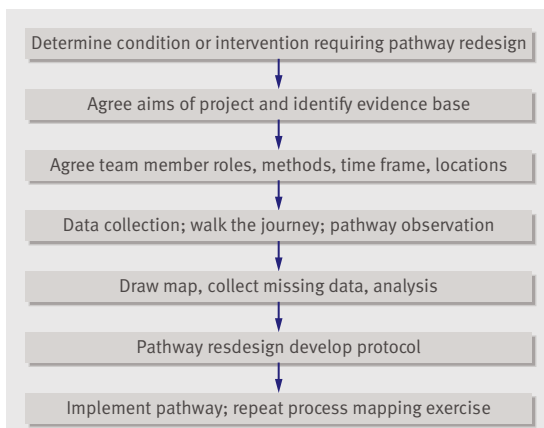 Determine condition or intervention requiring pathway redesign
Agree aims of project and identify evidence base
Agree team member roles, methods, time frame, locations
Data collection; walk the journey; pathway observation
Draw map, collect missing data, analysis
Pathway resdesign develop protocol
Implement pathway; repeat process mapping exercise